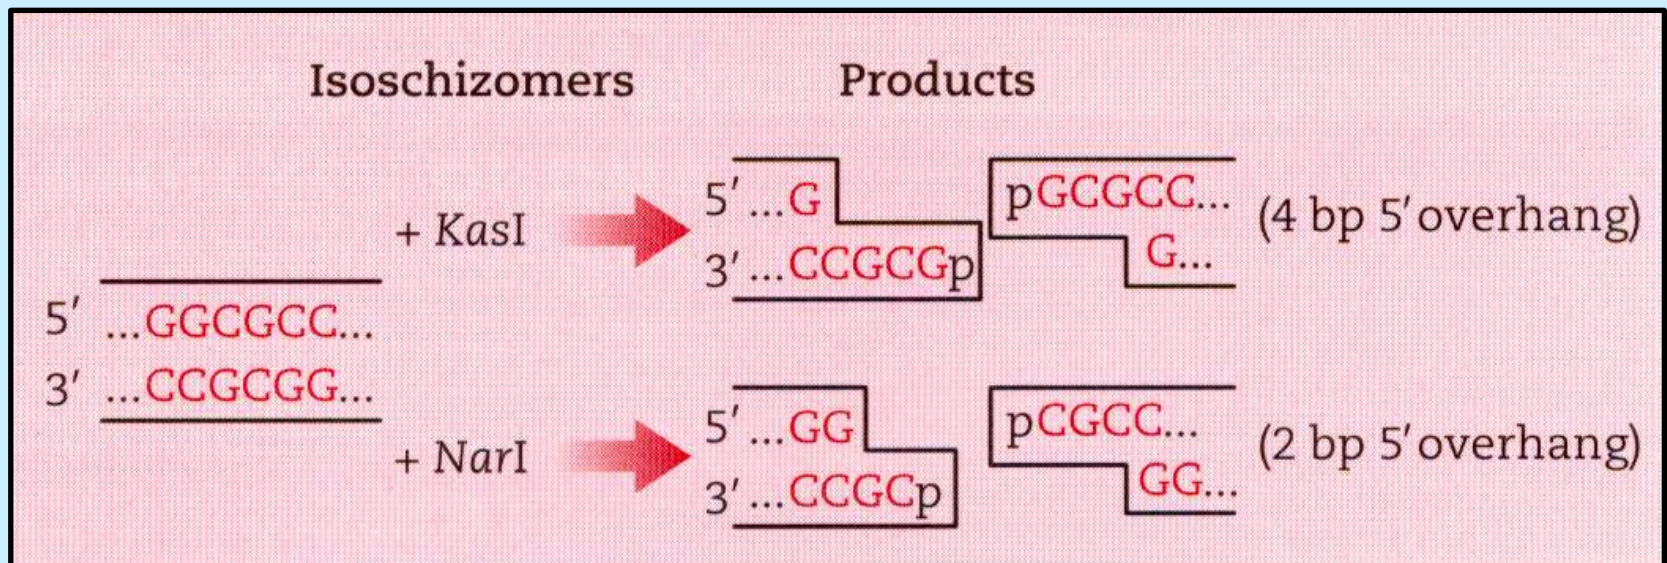 Isoschizomers Products
+ KasI
5′ ...G pGCGCC... (4 bp 5′ overhang)
3′ ...CCGCGp G...
5′ ...GGCGCC...
3′ ...CCGCGG...
+ NarI
5′ ...GG pCGCC... (2 bp 5′ overhang)
3′ ...CCGCp GG...